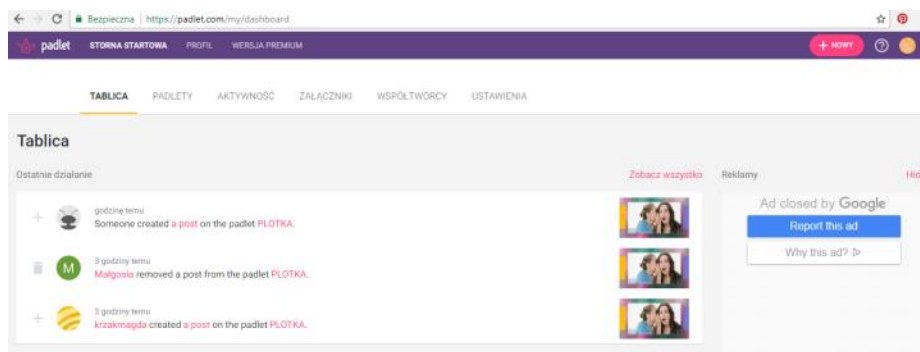 Bezpieczna | https://padlet.com/my/dashboard
padlet STORNA STARTOWA PROFIL WERSJA PREMIUM + NOWY
TABLICA PADLETY AKTYWNOŚĆ ZAŁĄCZNIKI WSPÓŁTWÓRCY USTAWIENIA
Tablica
Ostatnie działanie Zobacz wszystko Reklamy Hid
godzinę temu
Someone created a post on the padlet PLOTKA.
M
3 godziny temu
Małgosia removed a post from the padlet PLOTKA.
3 godziny temu
krzakmagda created a post on the padlet PLOTKA.
Ad closed by Google
Report this ad
Why this ad?